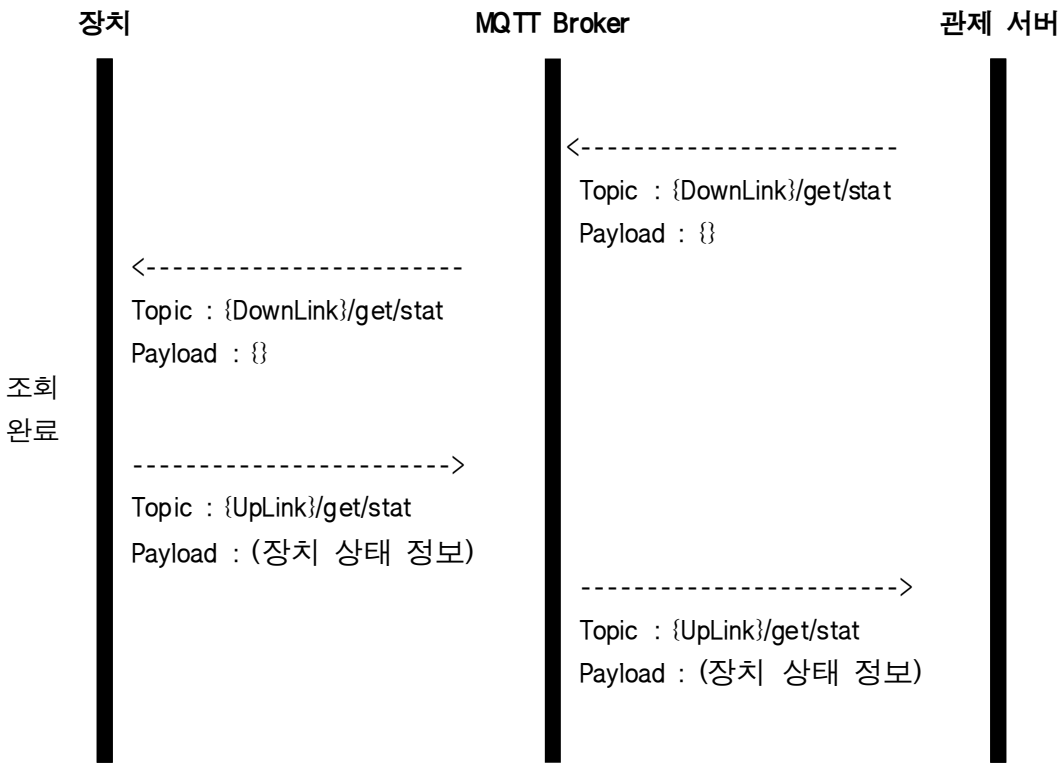 장치 MQTT Broker 관제 서버
<------------------------
Topic : {DownLink}/get/stat
Payload : {}
<------------------------
Topic : {DownLink}/get/stat
Payload : {}
조회
완료
------------------------>
Topic : {UpLink}/get/stat
Payload : (장치 상태 정보)
------------------------>
Topic : {UpLink}/get/stat
Payload : (장치 상태 정보)